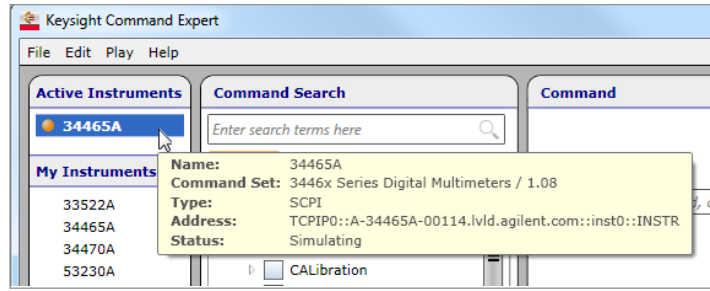 Keysight Command Expert
File Edit Play Help
Active Instruments
34465A
My Instruments
33522A
34465A
34470A
53230A
Command Search
Enter search terms here
Name: 34465A
Command Set: 3446x Series Digital Multimeters / 1.08
Type: SCPI
Address: TCPIP0::A-34465A-00114.lvld.agilent.com::inst0::INSTR
Status: Simulating
CALibration
Command